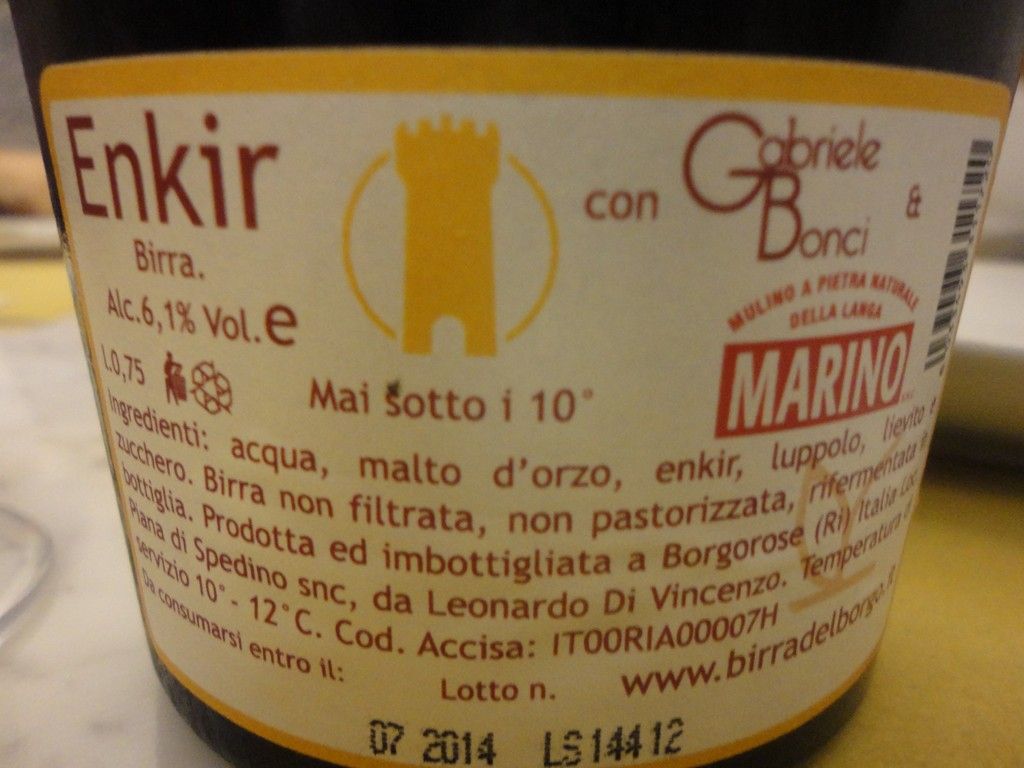 Enkir
Birra.
Alc.6,1% Vol.e
L.0,75
con
Gabriele
Bonci
&
MULINO A PIETRA NATURALE
DELLA LANGA
MARINO
Mai sotto i 10°
Ingredienti: acqua, malto d'orzo, enkir, luppolo, lievito e
zucchero. Birra non filtrata, non pastorizzata, rifermentata
bottiglia. Prodotta ed imbottigliata a Borgorose (Ri) Italia Loc
Piana di Spedino snc, da Leonardo Di Vincenzo. Temperatura
servizio 10° - 12°C. Cod. Accisa: IT00RIA00007H
Da consumarsi entro il:
Lotto n.
www.birradelborgo.it
07 2014 LS14412